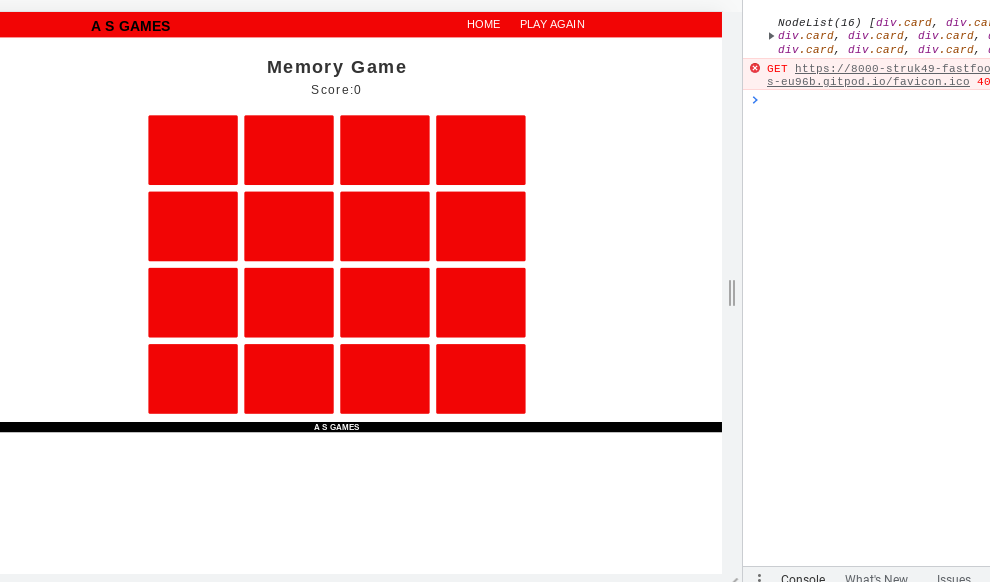 A S GAMES
HOME
PLAY AGAIN
Memory Game
Score:0
A S GAMES
NodeList(16) [div.card, div.
div.card, div.card, div.card,
div.card, div.card, div.card,
GET https://8000-struk49-fastfoo
s-eu96b.gitpod.io/favicon.ico 40
Console
What's New
Issues